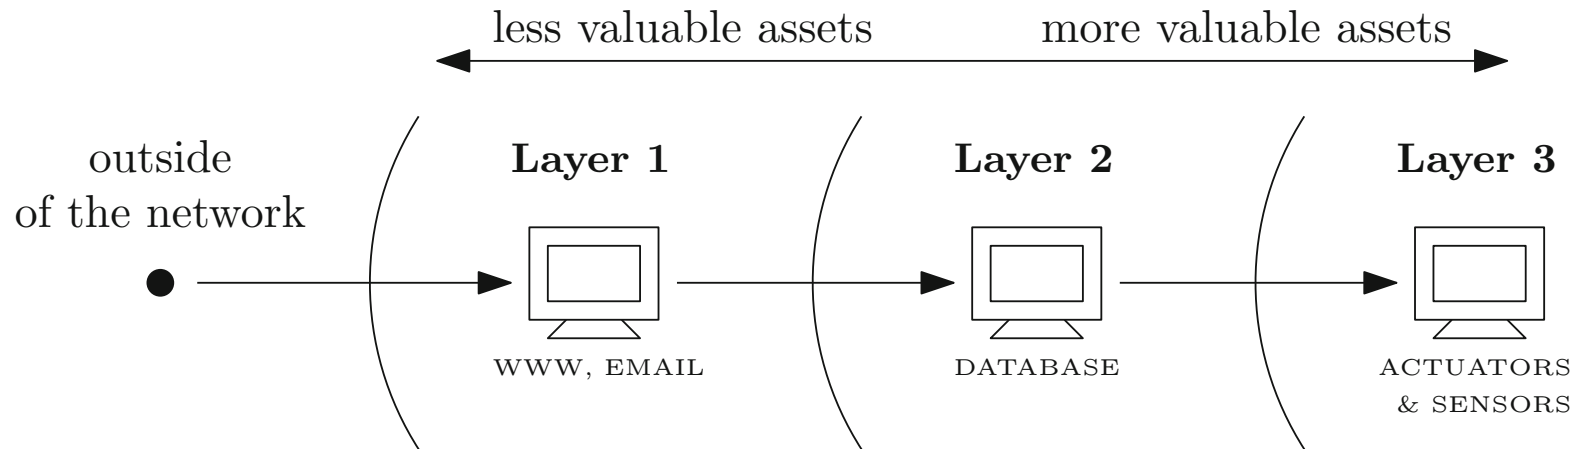 less valuable assets
more valuable assets
outside
of the network
Layer 1
Layer 2
Layer 3
WWW, EMAIL
DATABASE
ACTUATORS
& SENSORS